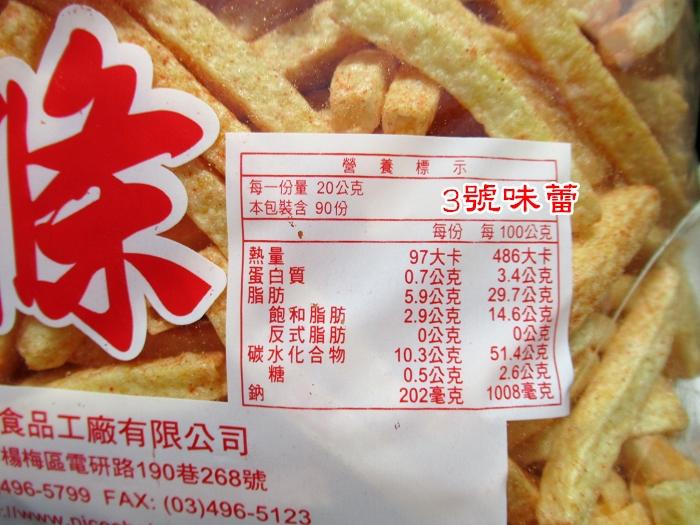 條
營養標示
每一份量 20公克
本包裝含 90份
3號味蕾
每份 每100公克
熱量 97大卡 486大卡
蛋白質 0.7公克 3.4公克
脂肪 5.9公克 29.7公克
飽和脂肪 2.9公克 14.6公克
反式脂肪 0公克 0公克
碳水化合物 10.3公克 51.4公克
糖 0.5公克 2.6公克
鈉 202毫克 1008毫克
食品工廠有限公司
楊梅區電研路190巷268號
496-5799 FAX: (03)496-5123